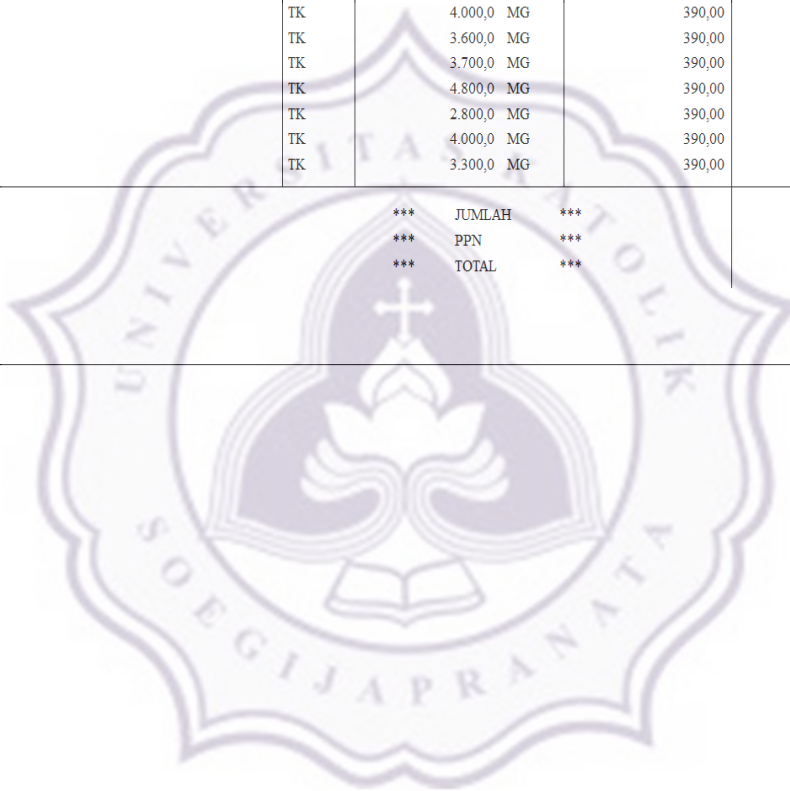 TK 4.000,0 MG 390,00
TK 3.600,0 MG 390,00
TK 3.700,0 MG 390,00
TK 4.800,0 MG 390,00
TK 2.800,0 MG 390,00
TK 4.000,0 MG 390,00
TK 3.300,0 MG 390,00
*** JUMLAH ***
*** PPN ***
*** TOTAL ***
UNIVERSITAS KATOLIK
SOEGIJAPRANATA